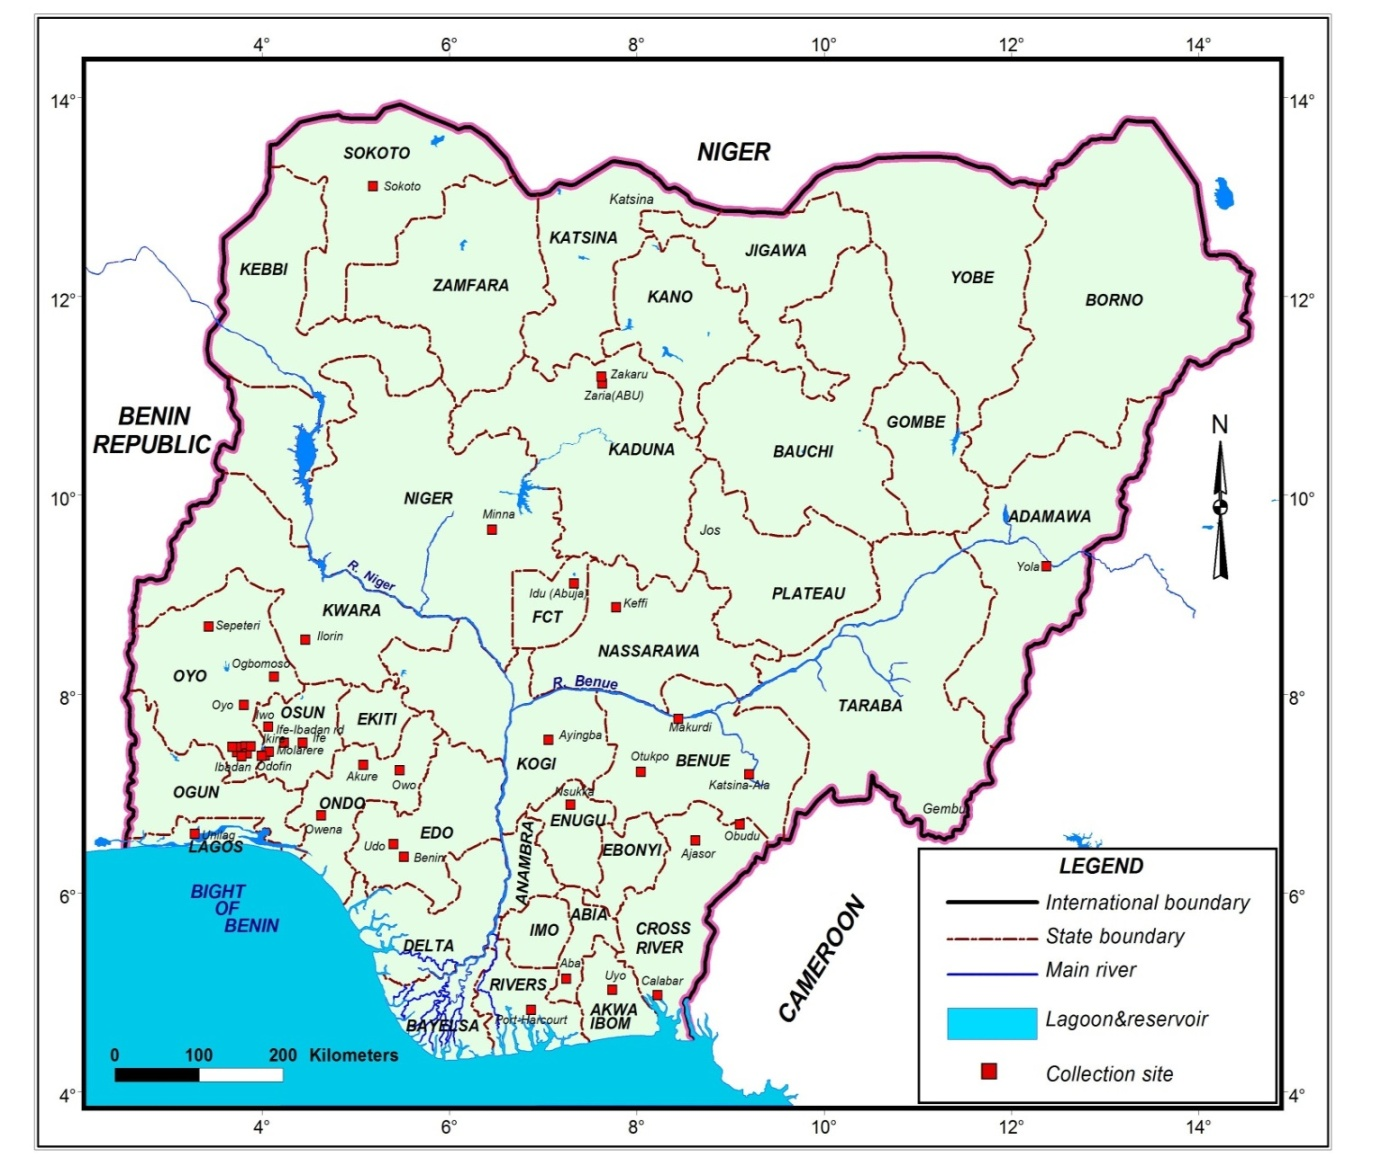 4° 6° 8° 10° 12° 14°
14° 14°
NIGER
SOKOTO
Sokoto
Katsina
KATSINA
JIGAWA
KEBBI
ZAMFARA
YOBE
KANO
BORNO
12° 12°
Zakaru
Zaria(ABU)
BENIN
REPUBLIC
GOMBE
N
KADUNA
BAUCHI
NIGER
10° 10°
Minna
ADAMAWA
Jos
Yola
R. Niger
Idu (Abuja)
PLATEAU
Keffi
KWARA
FCT
Sepeteri
Ilorin
NASSARAWA
Ogbomoso
OYO
R. Benue
8° 8°
Oyo
Iwo
OSUN
EKITI
TARABA
Ife-Ibadan rd
Makurdi
Ikire
Ife
Ayingba
Molarere
Otukpo
BENUE
KOGI
Ibadan
Odofin
Akure
Owo
Katsina-Ala
OGUN
Nsukka
ONDO
Gembu
ENUGU
Owena
EDO
Unilag
LAGOS
Obudu
Udo
EBONYI
Ajasor
Benin
ANAMBRA
LEGEND
BIGHT
OF
BENIN
6° 6°
International boundary
ABIA
IMO
CROSS
RIVER
State boundary
DELTA
CAMEROON
Aba
Main river
Uyo
Calabar
RIVERS
AKWA
IBOM
Port-Harcourt
BAYELSA
Lagoon&reservoir
0 100 200 Kilometers
Collection site
4° 4°
4° 6° 8° 10° 12° 14°